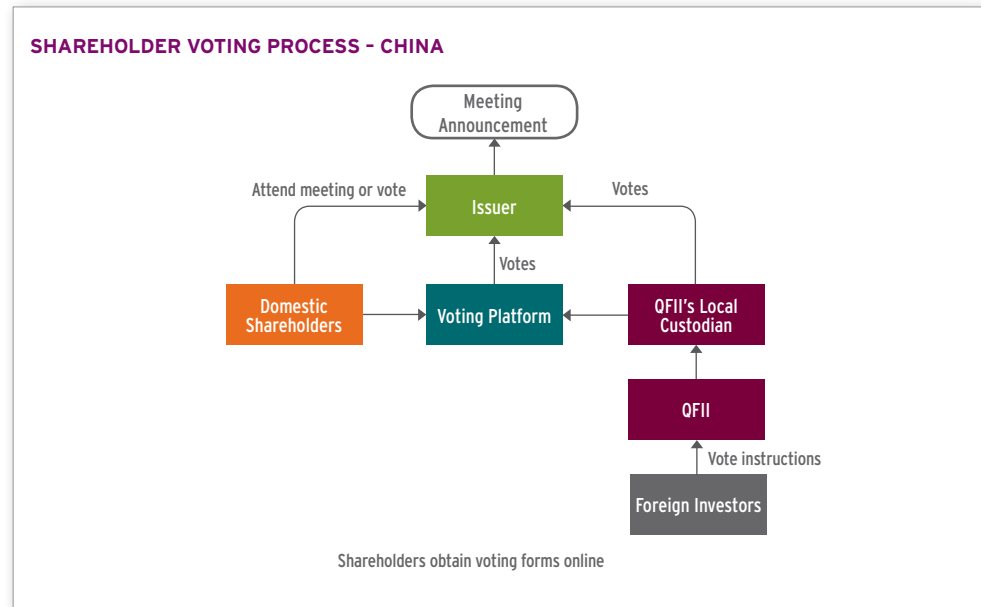 SHAREHOLDER VOTING PROCESS – CHINA
Meeting
Announcement
Attend meeting or vote
Votes
Issuer
Votes
Domestic
Shareholders
Voting Platform
QFII's Local
Custodian
QFII
Vote instructions
Foreign Investors
Shareholders obtain voting forms online